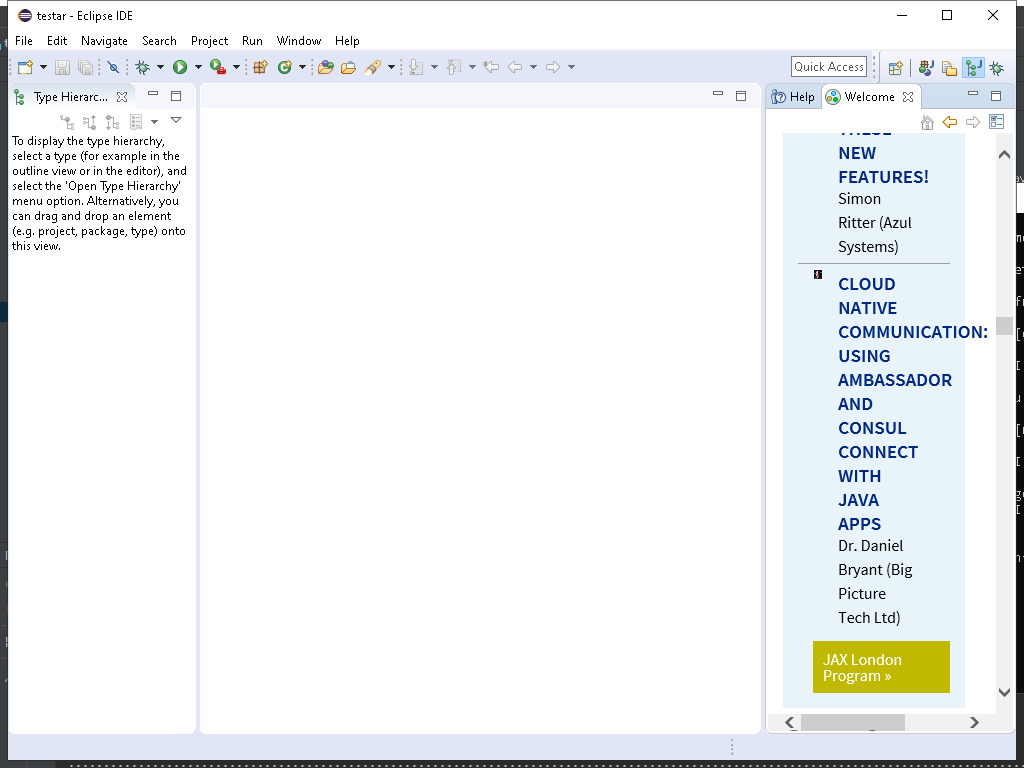 testar - Eclipse IDE
File Edit Navigate Search Project Run Window Help
Quick Access
Type Hierarc...
To display the type hierarchy,
select a type (for example in the
outline view or in the editor), and
select the 'Open Type Hierarchy'
menu option. Alternatively, you
can drag and drop an element
(e.g. project, package, type) onto
this view.
Help Welcome
THESE
NEW
FEATURES!
Simon
Ritter (Azul
Systems)
CLOUD
NATIVE
COMMUNICATION:
USING
AMBASSADOR
AND
CONSUL
CONNECT
WITH
JAVA
APPS
Dr. Daniel
Bryant (Big
Picture
Tech Ltd)
JAX London
Program »